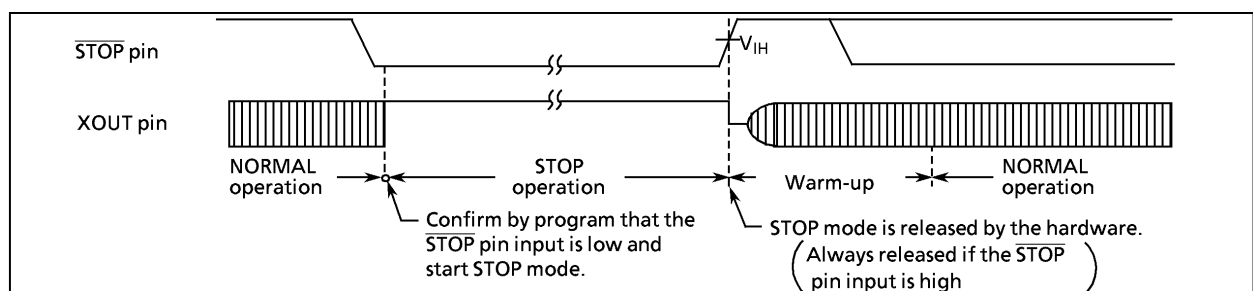 STOP pin
VIH
XOUT pin
NORMAL
operation
STOP
operation
Warm-up
NORMAL
operation
Confirm by program that the
STOP pin input is low and
start STOP mode.
STOP mode is released by the hardware.
(Always released if the STOP
pin input is high)